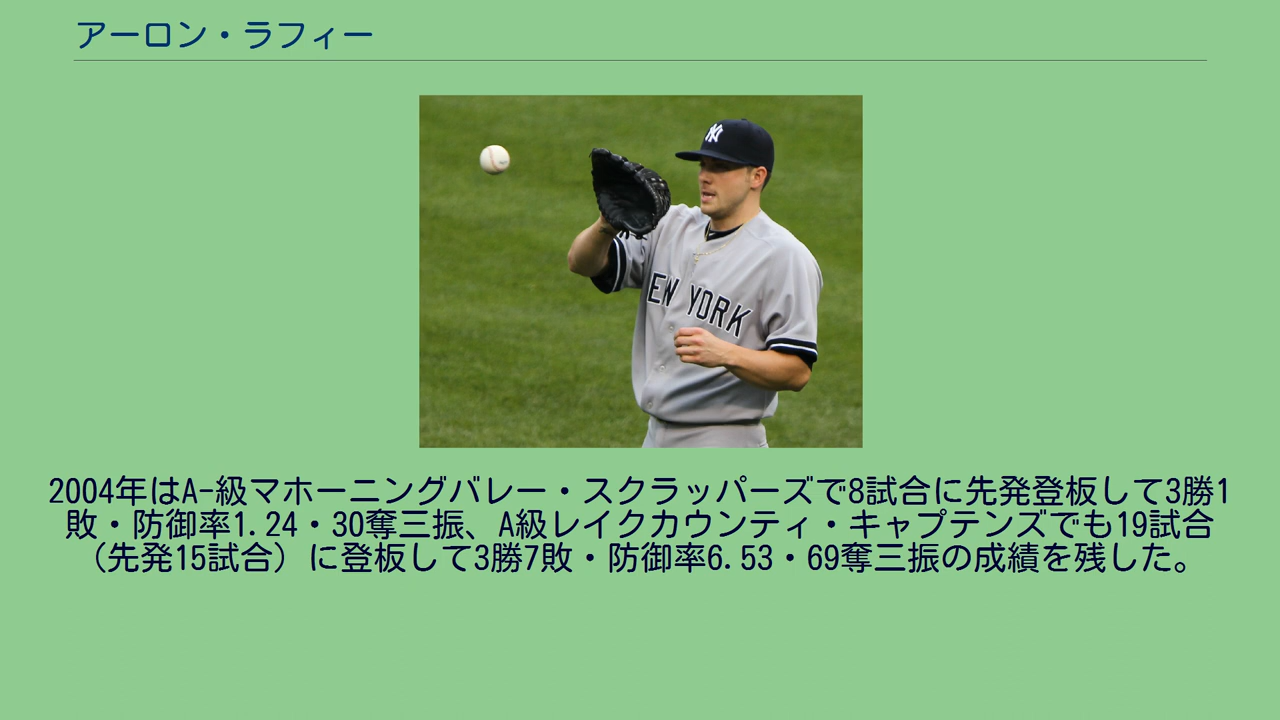 アーロン・ラフィー
NY
EW YORK
2004年はA-級マホーニングバレー・スクラッパーズで8試合に先発登板して3勝1
敗・防御率1.24・30奪三振、A級レイクカウンティ・キャプテンズでも19試合
（先発15試合）に登板して3勝7敗・防御率6.53・69奪三振の成績を残した。